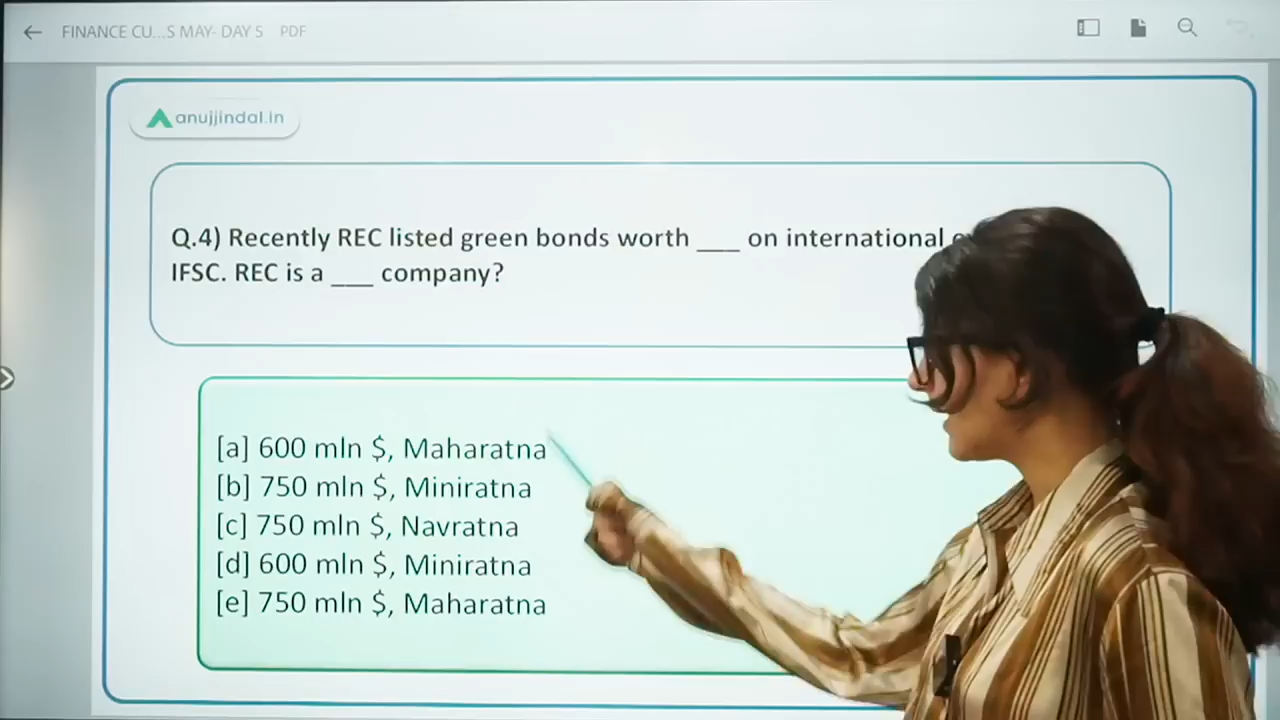 FINANCE CU...S MAY- DAY 5 PDF
anujjindal.in
Q.4) Recently REC listed green bonds worth ___ on international
IFSC. REC is a ___ company?
[a] 600 mln $, Maharatna
[b] 750 mln $, Miniratna
[c] 750 mln $, Navratna
[d] 600 mln $, Miniratna
[e] 750 mln $, Maharatna